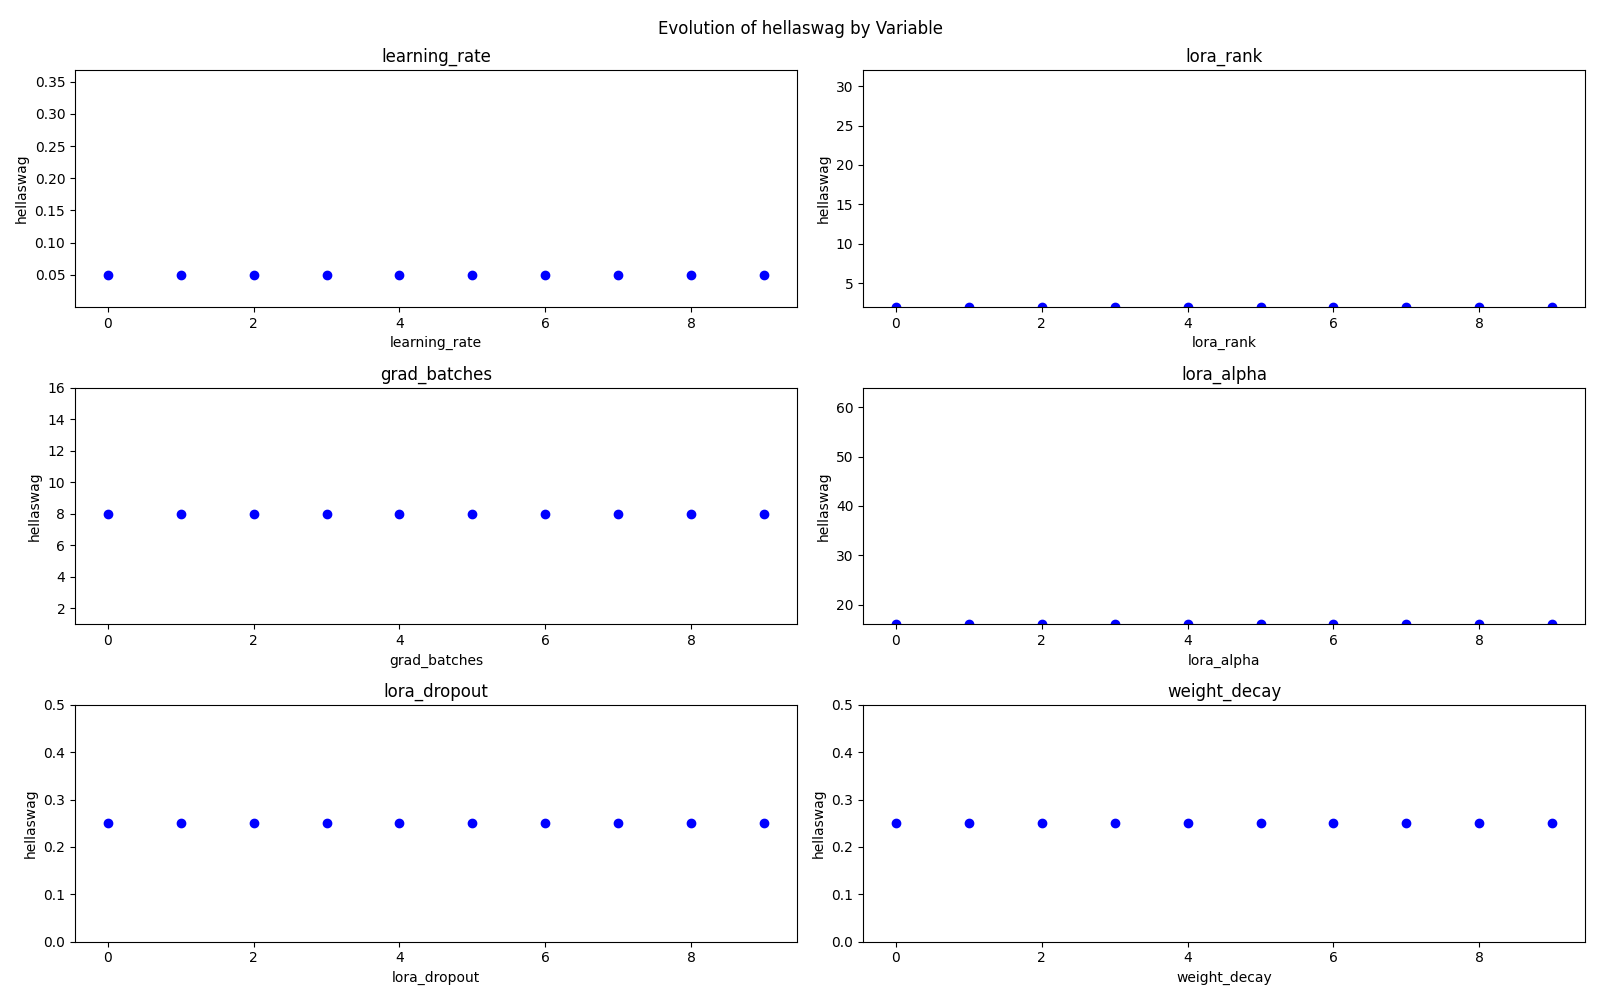 Evolution of hellaswag by Variable
learning_rate
hellaswag
0.35
0.30
0.25
0.20
0.15
0.10
0.05
0 2 4 6 8
learning_rate
lora_rank
hellaswag
30
25
20
15
10
5
0 2 4 6 8
lora_rank
grad_batches
hellaswag
16
14
12
10
8
6
4
2
0 2 4 6 8
grad_batches
lora_alpha
hellaswag
60
50
40
30
20
0 2 4 6 8
lora_alpha
lora_dropout
hellaswag
0.5
0.4
0.3
0.2
0.1
0.0
0 2 4 6 8
lora_dropout
weight_decay
hellaswag
0.5
0.4
0.3
0.2
0.1
0.0
0 2 4 6 8
weight_decay